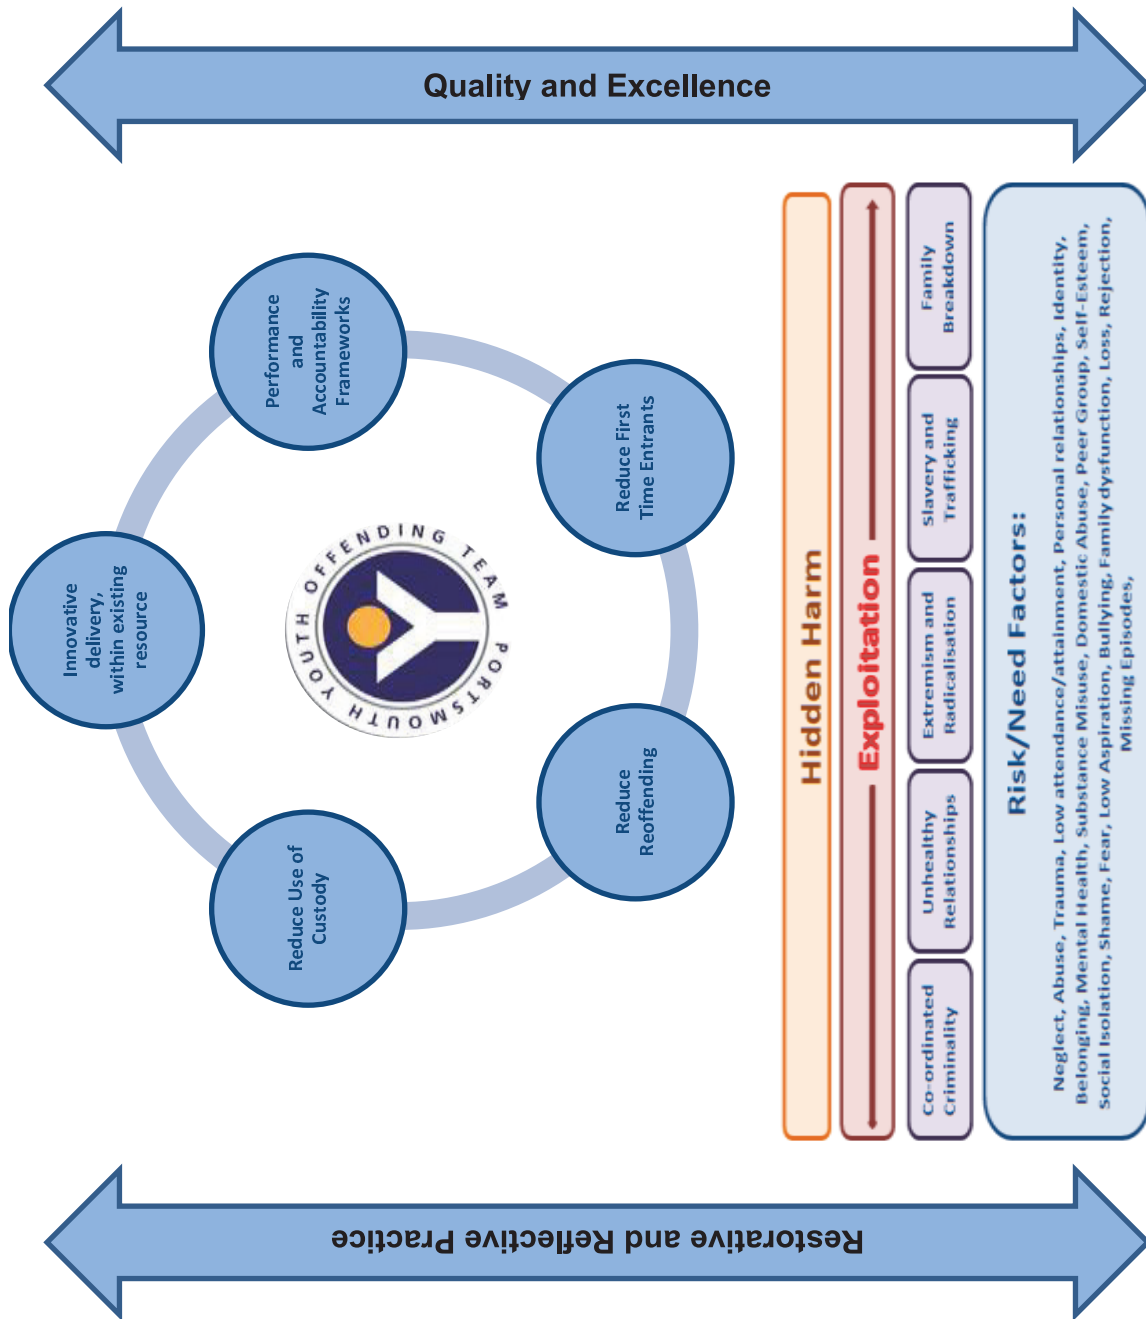 Quality and Excellence
Innovative
delivery,
within existing
resource
Performance
and
Accountability
Frameworks
Reduce First
Time Entrants
Reduce
Reoffending
Reduce Use of
Custody
PORTSMOUTH YOUTH OFFENDING TEAM
Hidden Harm
Exploitation
Co-ordinated
Criminality
Unhealthy
Relationships
Extremism and
Radicalisation
Slavery and
Trafficking
Family
Breakdown
Risk/Need Factors:
Neglect, Abuse, Trauma, Low attendance/attainment, Personal relationships, Identity,
Belonging, Mental Health, Substance Misuse, Domestic Abuse, Peer Group, Self-Esteem,
Social Isolation, Shame, Fear, Low Aspiration, Bullying, Family dysfunction, Loss, Rejection,
Missing Episodes,
Restorative and Reflective Practice